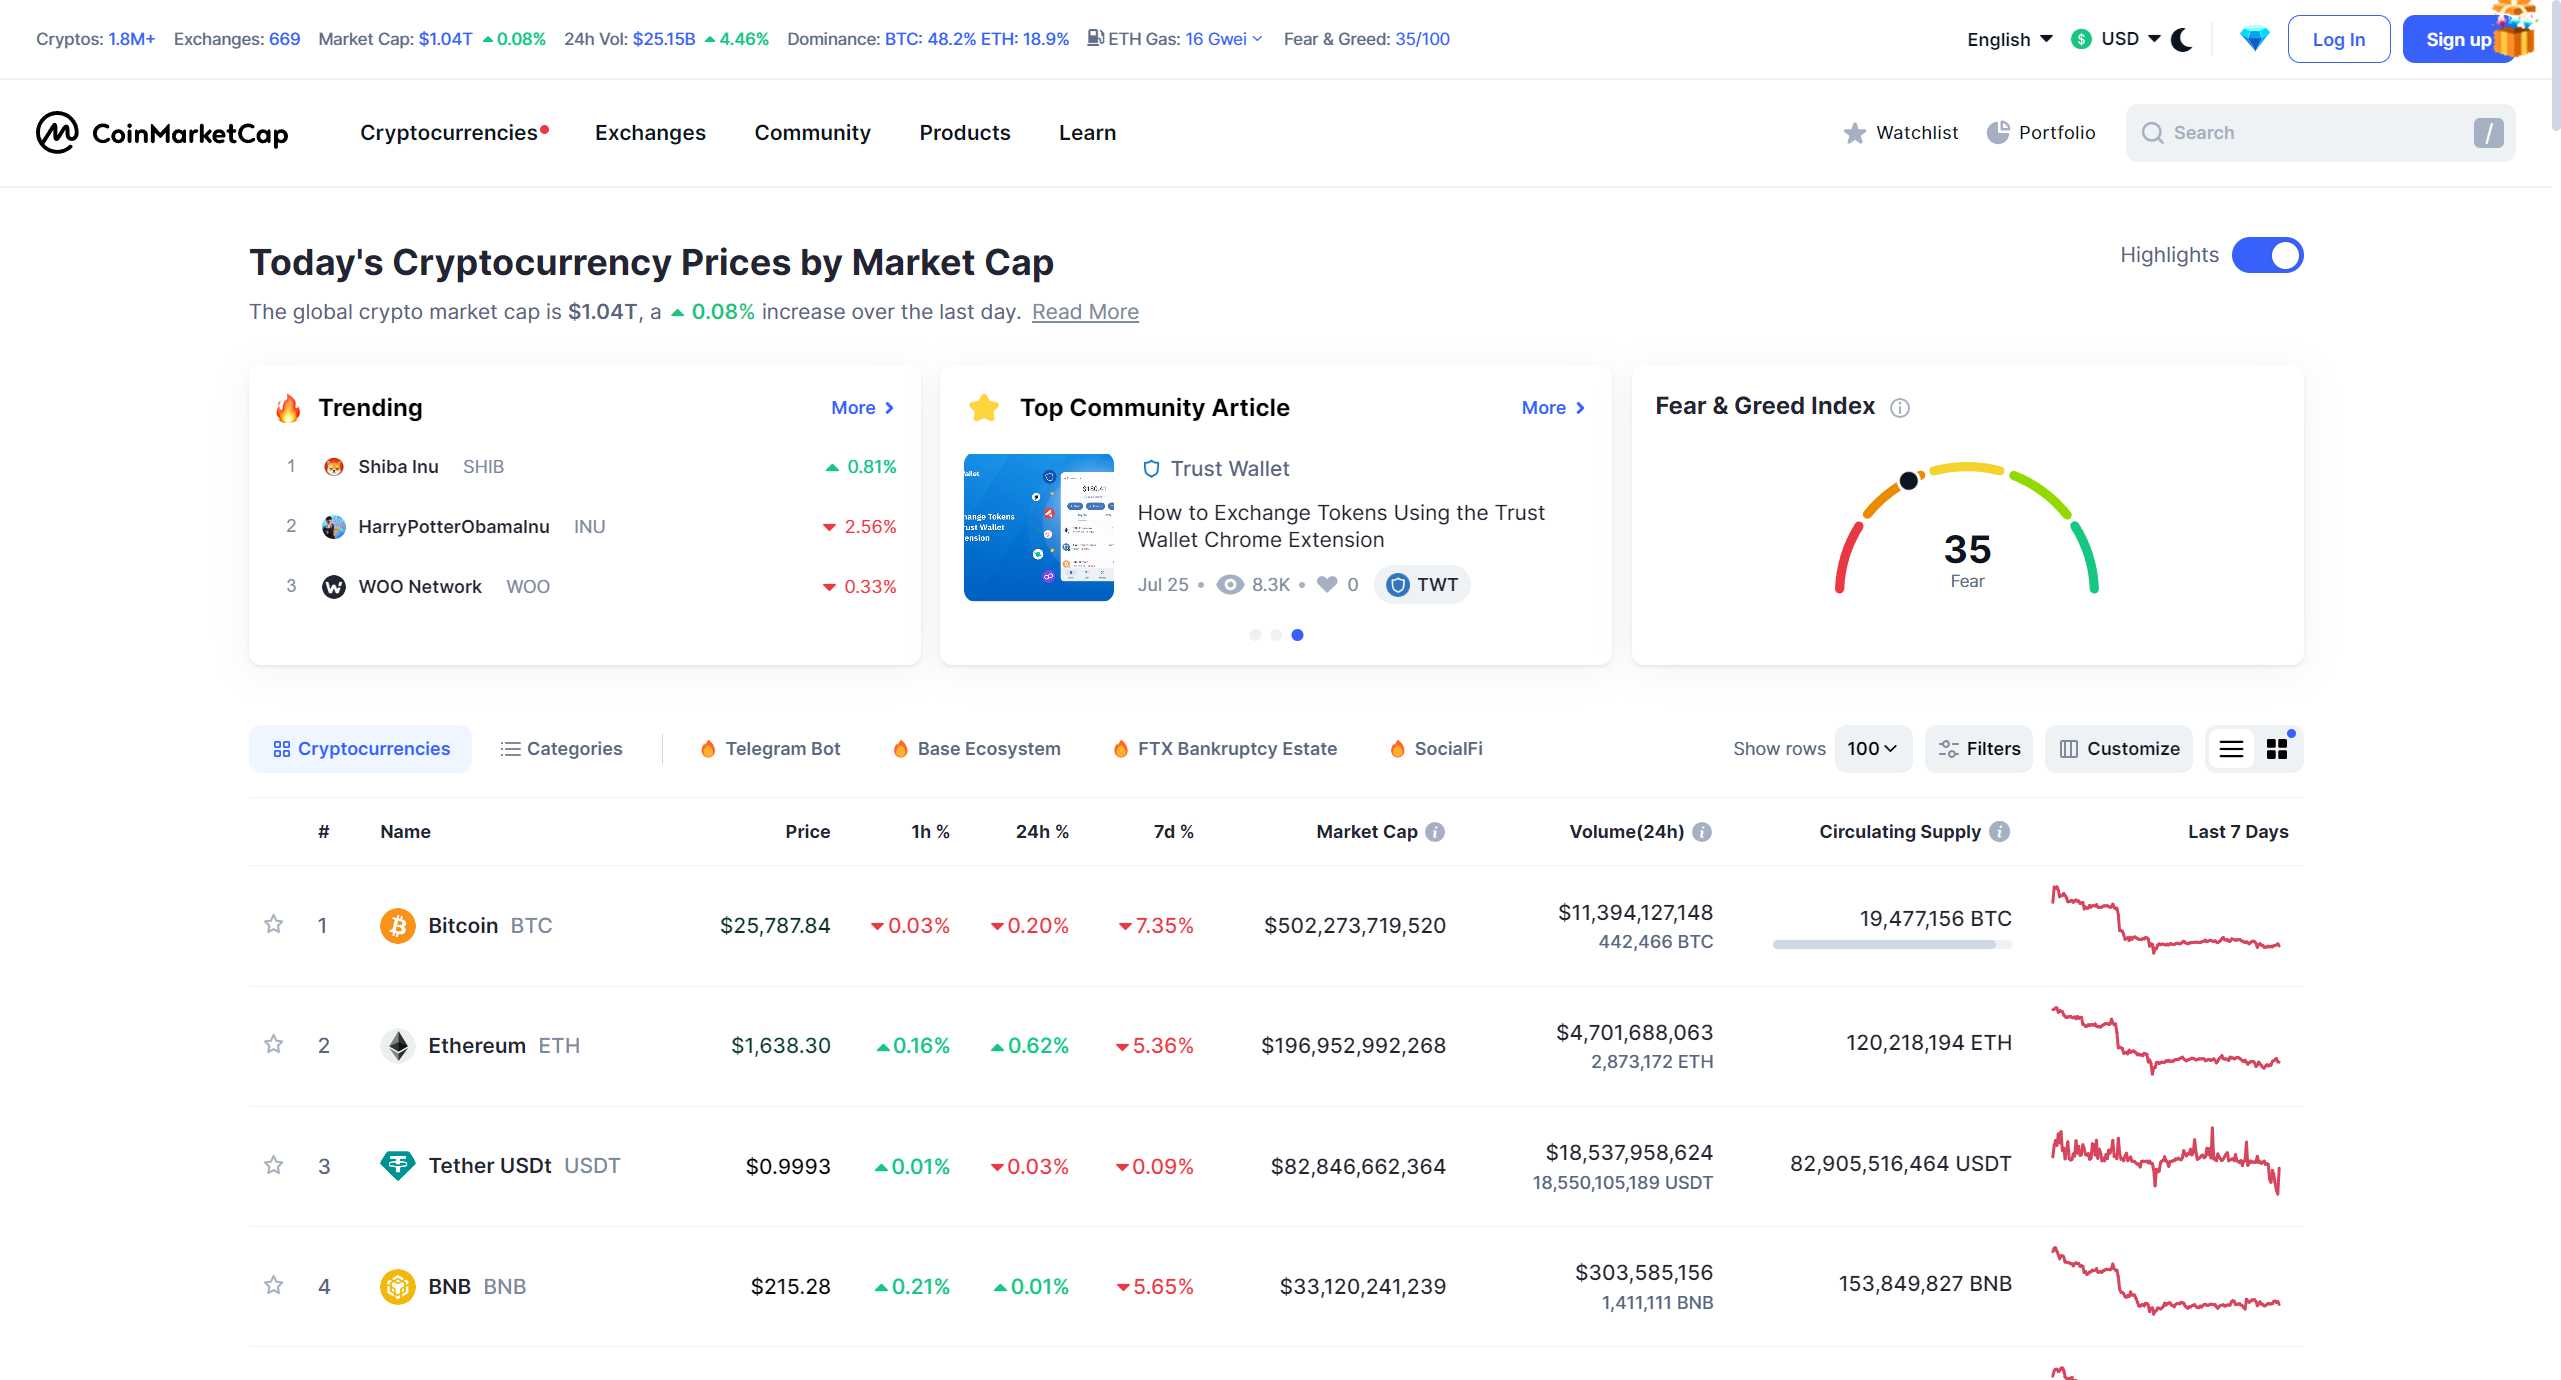 Cryptos: 1.8M+ Exchanges: 669 Market Cap: $1.04T 0.08% 24h Vol: $25.15B 4.46% Dominance: BTC: 48.2% ETH: 18.9% ETH Gas: 16 Gwei Fear & Greed: 35/100 English $ USD Log In Sign up
CoinMarketCap Cryptocurrencies Exchanges Community Products Learn Watchlist Portfolio Search /
Today's Cryptocurrency Prices by Market Cap Highlights
The global crypto market cap is $1.04T, a 0.08% increase over the last day. Read More
Trending More
1 Shiba Inu SHIB 0.81%
2 HarryPotterObamaInu INU 2.56%
3 WOO Network WOO 0.33%
Top Community Article More
Trust Wallet
How to Exchange Tokens Using the Trust
Wallet Chrome Extension
Jul 25 • 8.3K • 0 TWT
Fear & Greed Index
35
Fear
Cryptocurrencies Categories Telegram Bot Base Ecosystem FTX Bankruptcy Estate SocialFi Show rows 100 Filters Customize
# Name Price 1h % 24h % 7d % Market Cap Volume(24h) Circulating Supply Last 7 Days
1 Bitcoin BTC $25,787.84 0.03% 0.20% 7.35% $502,273,719,520 $11,394,127,148 19,477,156 BTC
442,466 BTC
2 Ethereum ETH $1,638.30 0.16% 0.62% 5.36% $196,952,992,268 $4,701,688,063 120,218,194 ETH
2,873,172 ETH
3 Tether USDt USDT $0.9993 0.01% 0.03% 0.09% $82,846,662,364 $18,537,958,624 82,905,516,464 USDT
18,550,105,189 USDT
4 BNB BNB $215.28 0.21% 0.01% 5.65% $33,120,241,239 $303,585,156 153,849,827 BNB
1,411,111 BNB